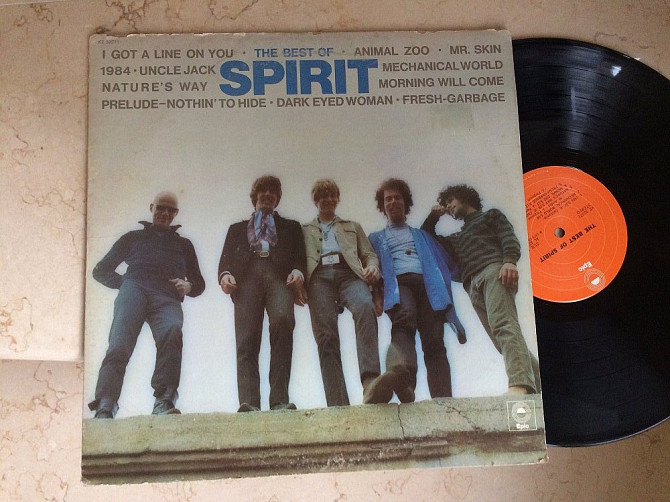 I GOT A LINE ON YOU • THE BEST OF • ANIMAL ZOO • MR. SKIN
1984 • UNCLE JACK SPIRIT MECHANICAL WORLD
NATURE'S WAY MORNING WILL COME
PRELUDE–NOTHIN' TO HIDE • DARK EYED WOMAN • FRESH-GARBAGE
Epic
THE BEST OF SPIRIT
Epic